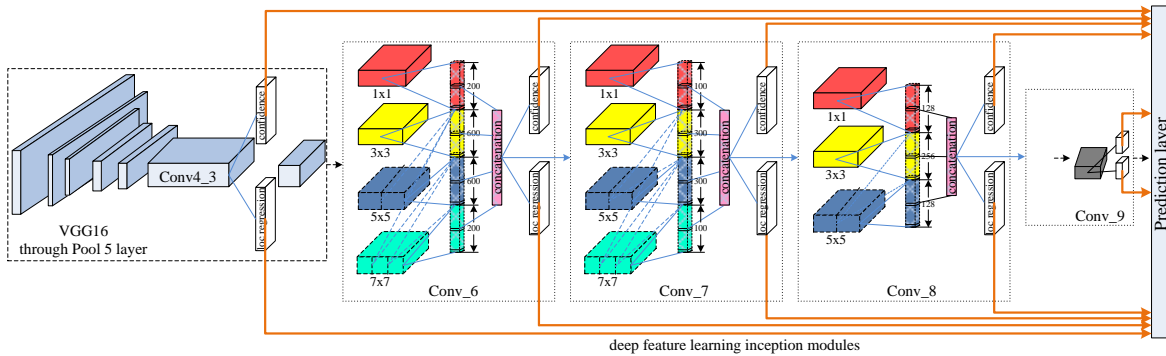 VGG16
through Pool 5 layer
Conv4_3
confidence
loc regression
1x1
3x3
5x5
7x7
200
600
600
200
concatenation
confidence
loc regression
Conv_6
1x1
3x3
5x5
7x7
100
300
300
100
concatenation
confidence
loc regression
Conv_7
1x1
3x3
5x5
128
256
128
concatenation
confidence
loc regression
Conv_8
Conv_9
Prediction layer
deep feature learning inception modules